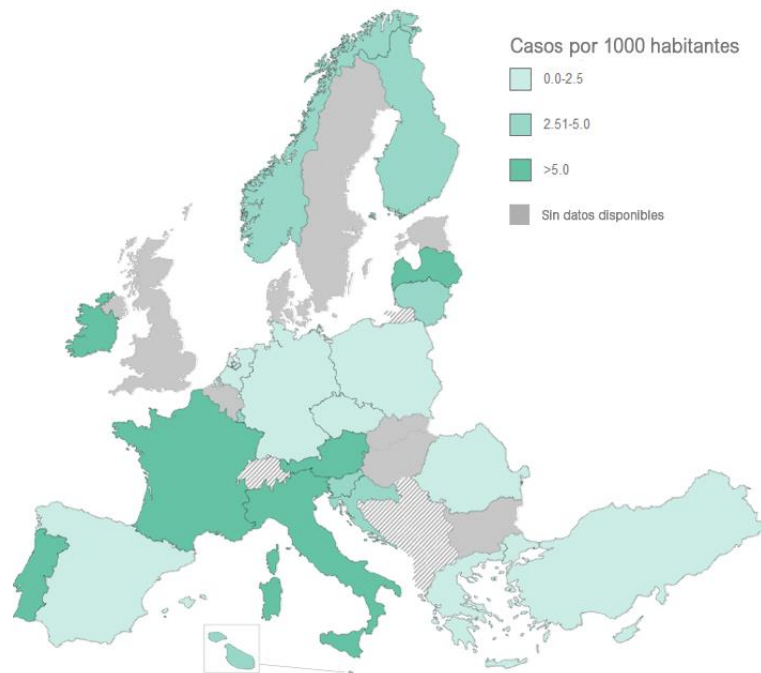 Casos por 1000 habitantes
0.0-2.5
2.51-5.0
>5.0
Sin datos disponibles